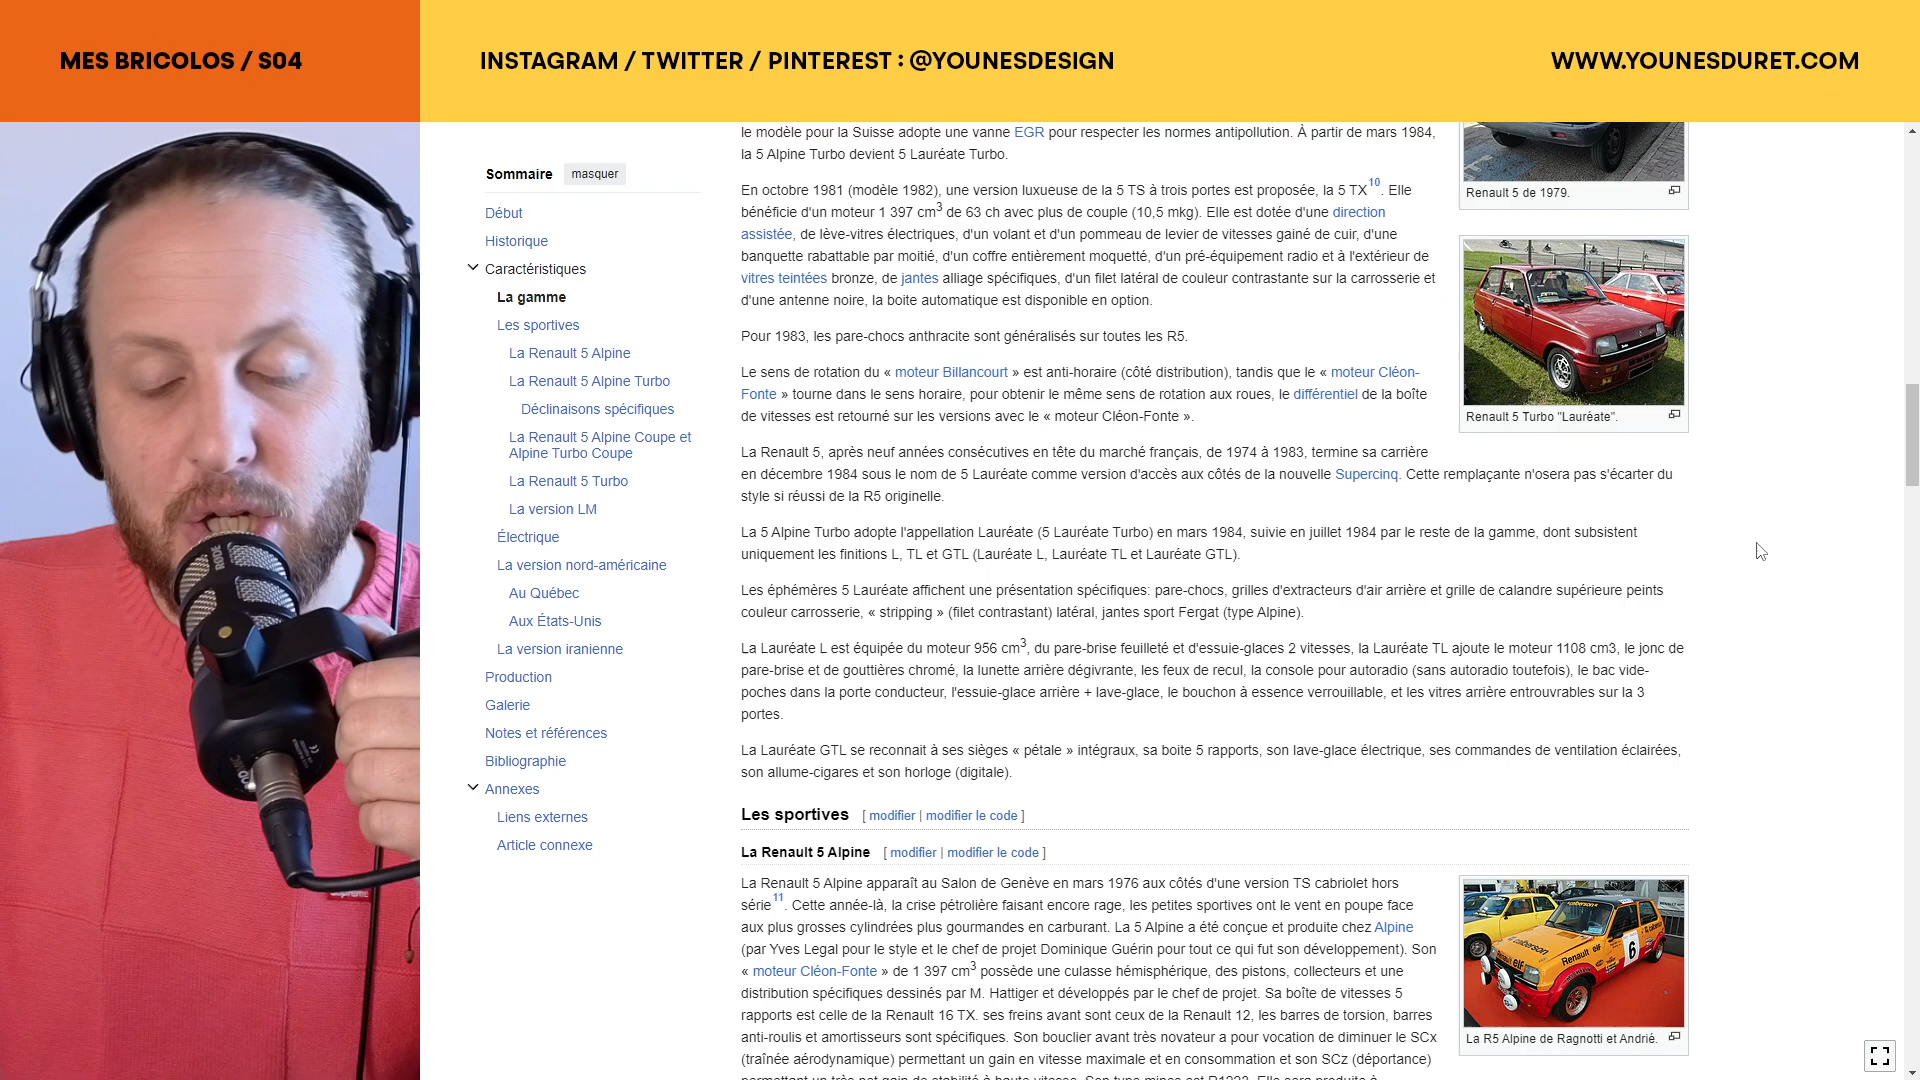 MES BRICOLOS / S04
INSTAGRAM / TWITTER / PINTEREST : @YOUNESDESIGN
WWW.YOUNESDURET.COM
Sommaire
masquer
Début
Historique
Caractéristiques
La gamme
Les sportives
La Renault 5 Alpine
La Renault 5 Alpine Turbo
Déclinaisons spécifiques
La Renault 5 Alpine Coupe et
Alpine Turbo Coupe
La Renault 5 Turbo
La version LM
Électrique
La version nord-américaine
Au Québec
Aux États-Unis
La version iranienne
Production
Galerie
Notes et références
Bibliographie
Annexes
Liens externes
Article connexe
le modèle pour la Suisse adopte une vanne EGR pour respecter les normes antipollution. À partir de mars 1984,
la 5 Alpine Turbo devient 5 Lauréate Turbo.
En octobre 1981 (modèle 1982), une version luxueuse de la 5 TS à trois portes est proposée, la 5 TX10. Elle
bénéficie d'un moteur 1 397 cm3 de 63 ch avec plus de couple (10,5 mkg). Elle est dotée d'une direction
assistée, de lève-vitres électriques, d'un volant et d'un pommeau de levier de vitesses gainé de cuir, d'une
banquette rabattable par moitié, d'un coffre entièrement moquetté, d'un pré-équipement radio et à l'extérieur de
vitres teintées bronze, de jantes alliage spécifiques, d'un filet latéral de couleur contrastante sur la carrosserie et
d'une antenne noire, la boite automatique est disponible en option.
Pour 1983, les pare-chocs anthracite sont généralisés sur toutes les R5.
Le sens de rotation du « moteur Billancourt » est anti-horaire (côté distribution), tandis que le « moteur Cléon-
Fonte » tourne dans le sens horaire, pour obtenir le même sens de rotation aux roues, le différentiel de la boîte
de vitesses est retourné sur les versions avec le « moteur Cléon-Fonte ».
La Renault 5, après neuf années consécutives en tête du marché français, de 1974 à 1983, termine sa carrière
en décembre 1984 sous le nom de 5 Lauréate comme version d'accès aux côtés de la nouvelle Supercinq. Cette remplaçante n'osera pas s'écarter du
style si réussi de la R5 originelle.
La 5 Alpine Turbo adopte l'appellation Lauréate (5 Lauréate Turbo) en mars 1984, suivie en juillet 1984 par le reste de la gamme, dont subsistent
uniquement les finitions L, TL et GTL (Lauréate L, Lauréate TL et Lauréate GTL).
Les éphémères 5 Lauréate affichent une présentation spécifiques: pare-chocs, grilles d'extracteurs d'air arrière et grille de calandre supérieure peints
couleur carrosserie, « stripping » (filet contrastant) latéral, jantes sport Fergat (type Alpine).
La Lauréate L est équipée du moteur 956 cm3, du pare-brise feuilleté et d'essuie-glaces 2 vitesses, la Lauréate TL ajoute le moteur 1108 cm3, le jonc de
pare-brise et de gouttières chromé, la lunette arrière dégivrante, les feux de recul, la console pour autoradio (sans autoradio toutefois), le bac vide-
poches dans la porte conducteur, l'essuie-glace arrière + lave-glace, le bouchon à essence verrouillable, et les vitres arrière entrouvrables sur la 3
portes.
La Lauréate GTL se reconnait à ses sièges « pétale » intégraux, sa boite 5 rapports, son lave-glace électrique, ses commandes de ventilation éclairées,
son allume-cigares et son horloge (digitale).
Les sportives [ modifier | modifier le code ]
La Renault 5 Alpine [ modifier | modifier le code ]
La Renault 5 Alpine apparaît au Salon de Genève en mars 1976 aux côtés d'une version TS cabriolet hors
série11. Cette année-là, la crise pétrolière faisant encore rage, les petites sportives ont le vent en poupe face
aux plus grosses cylindrées plus gourmandes en carburant. La 5 Alpine a été conçue et produite chez Alpine
(par Yves Legal pour le style et le chef de projet Dominique Guérin pour tout ce qui fut son développement). Son
« moteur Cléon-Fonte » de 1 397 cm3 possède une culasse hémisphérique, des pistons, collecteurs et une
distribution spécifiques dessinés par M. Hattiger et développés par le chef de projet. Sa boîte de vitesses 5
rapports est celle de la Renault 16 TX. ses freins avant sont ceux de la Renault 12, les barres de torsion, barres
anti-roulis et amortisseurs sont spécifiques. Son bouclier avant très novateur a pour vocation de diminuer le SCx
(traînée aérodynamique) permettant un gain en vitesse maximale et en consommation et son SCz (déportance)
Renault 5 de 1979.
Renault 5 Turbo "Lauréate".
Renault elf
6
La R5 Alpine de Ragnotti et Andrié.
RØDE